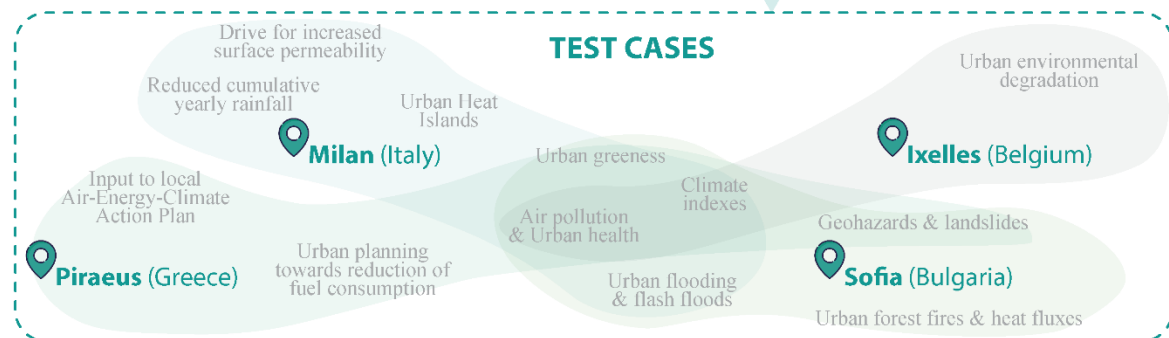 TEST CASES
Drive for increased
surface permeability
Reduced cumulative
yearly rainfall
Urban Heat
Islands
Milan (Italy)
Urban environmental
degradation
Ixelles (Belgium)
Urban greeness
Climate
indexes
Air pollution
& Urban health
Input to local
Air-Energy-Climate
Action Plan
Piraeus (Greece)
Urban planning
towards reduction of
fuel consumption
Urban flooding
& flash floods
Geohazards & landslides
Sofia (Bulgaria)
Urban forest fires & heat fluxes